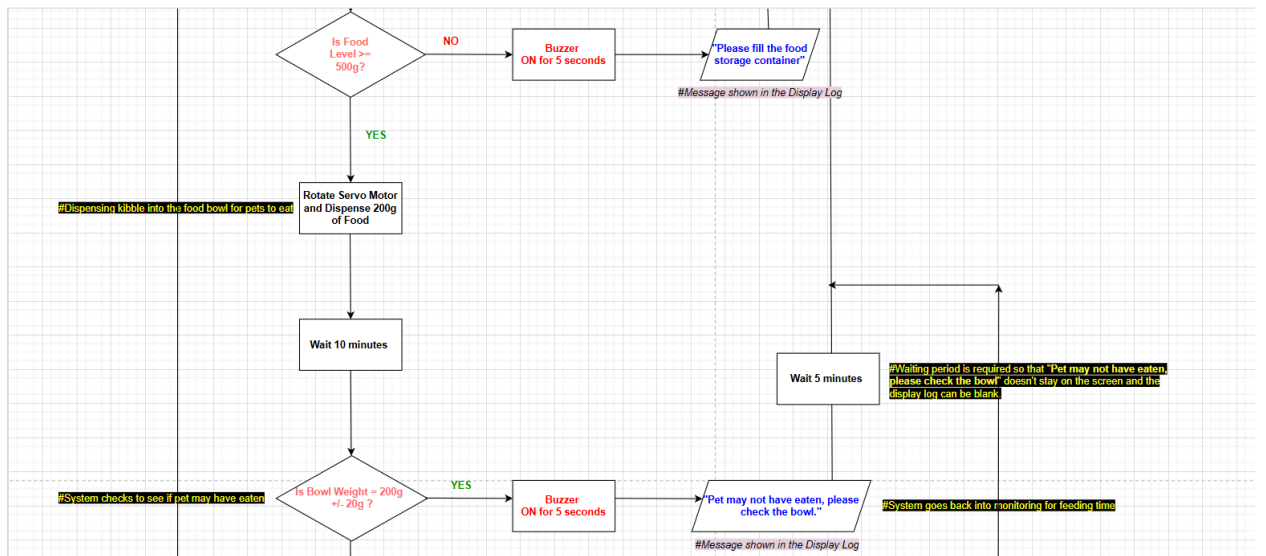 Is Food
Level >=
500g?
NO
Buzzer
ON for 5 seconds
"Please fill the food
storage container"
#Message shown in the Display Log
YES
#Dispensing kibble into the food bowl for pets to eat
Rotate Servo Motor
and Dispense 200g
of Food
Wait 10 minutes
Wait 5 minutes
#Waiting period is required so that "Pet may not have eaten,
please check the bowl" doesn't stay on the screen and the
display log can be blank.
#System checks to see if pet may have eaten
Is Bowl Weight = 200g
+/- 20g ?
YES
Buzzer
ON for 5 seconds
"Pet may not have eaten, please
check the bowl."
#System goes back into monitoring for feeding time
#Message shown in the Display Log